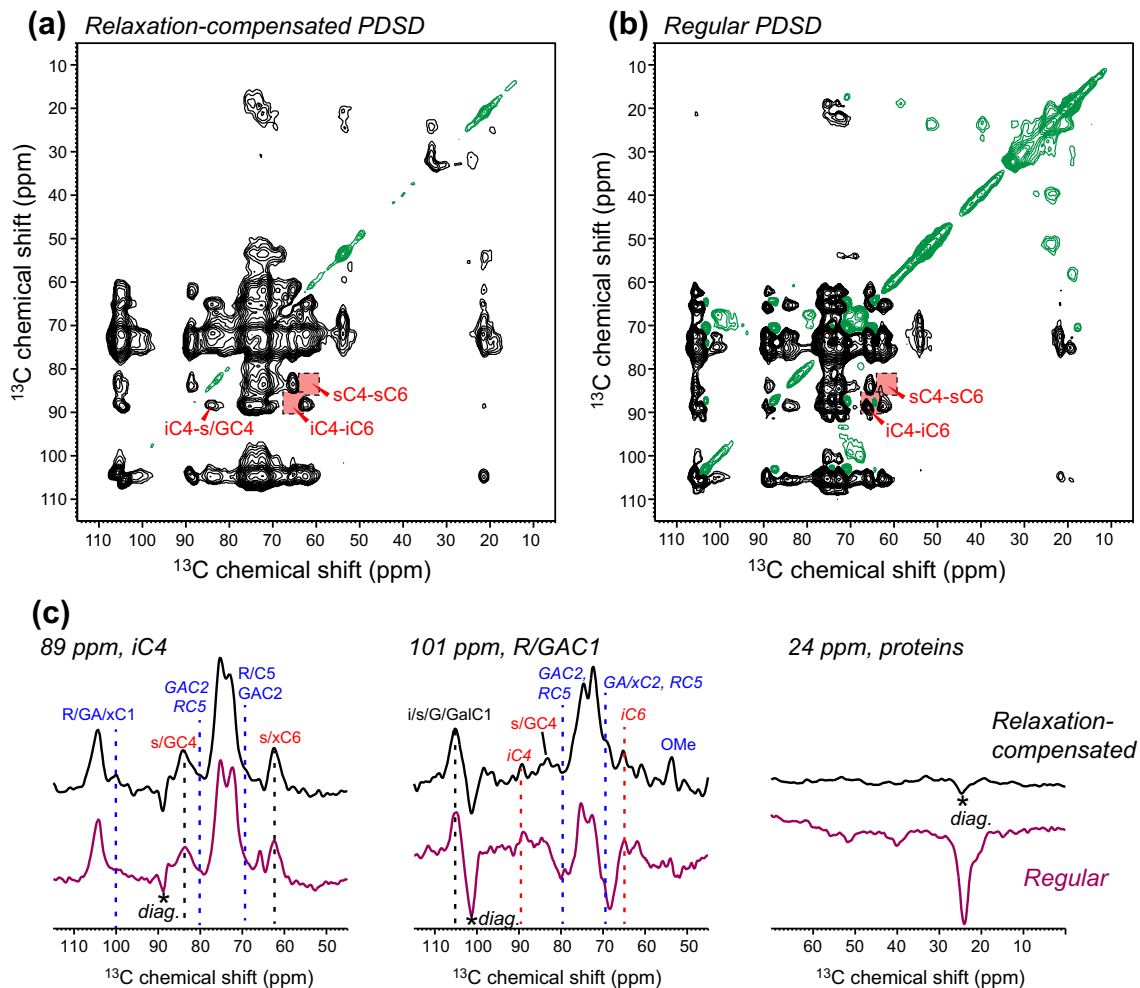 (a) Relaxation-compensated PDSD
10
20
30
40
50
60
70
80
90
100
110
13C chemical shift (ppm)
sC4-sC6
iC4-iC6
iC4-s/GC4
110 100 90 80 70 60 50 40 30 20 10
13C chemical shift (ppm)
(b) Regular PDSD
10
20
30
40
50
60
70
80
90
100
110
13C chemical shift (ppm)
sC4-sC6
iC4-iC6
110 100 90 80 70 60 50 40 30 20 10
13C chemical shift (ppm)
(c)
89 ppm, iC4
R/GA/xC1
GAC2
RC5
s/GC4
R/C5
GAC2
s/xC6
*
diag.
100 90 80 70 60 50
13C chemical shift (ppm)
101 ppm, R/GAC1
i/s/G/GalC1
iC4
s/GC4
GAC2,
RC5
GA/xC2, RC5
iC6
OMe
*diag.
100 90 80 70 60 50
13C chemical shift (ppm)
24 ppm, proteins
Relaxation-
compensated
*
diag.
Regular
60 50 40 30 20 10 0
13C chemical shift (ppm)